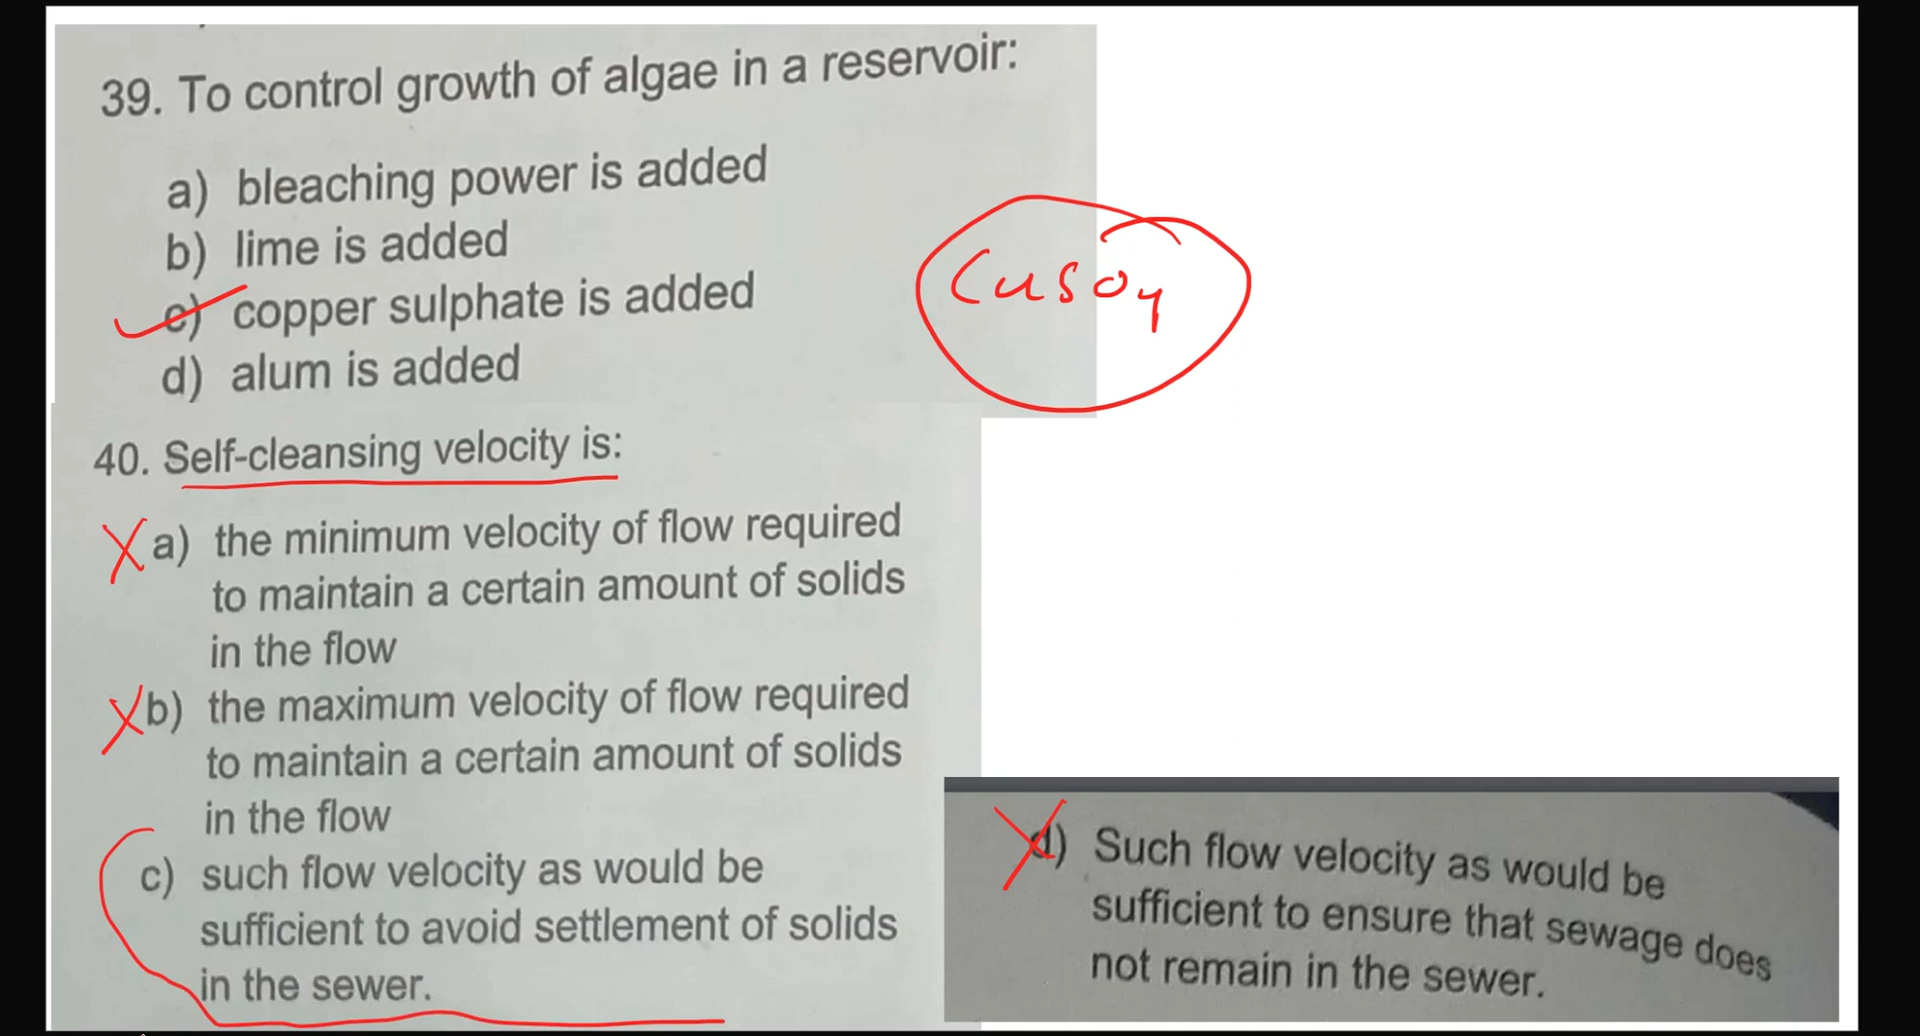 39. To control growth of algae in a reservoir:
a) bleaching power is added
b) lime is added
c) copper sulphate is added
d) alum is added
CuSO4
40. Self-cleansing velocity is:
a) the minimum velocity of flow required
to maintain a certain amount of solids
in the flow
b) the maximum velocity of flow required
to maintain a certain amount of solids
in the flow
c) such flow velocity as would be
sufficient to avoid settlement of solids
in the sewer.
d) Such flow velocity as would be
sufficient to ensure that sewage does
not remain in the sewer.